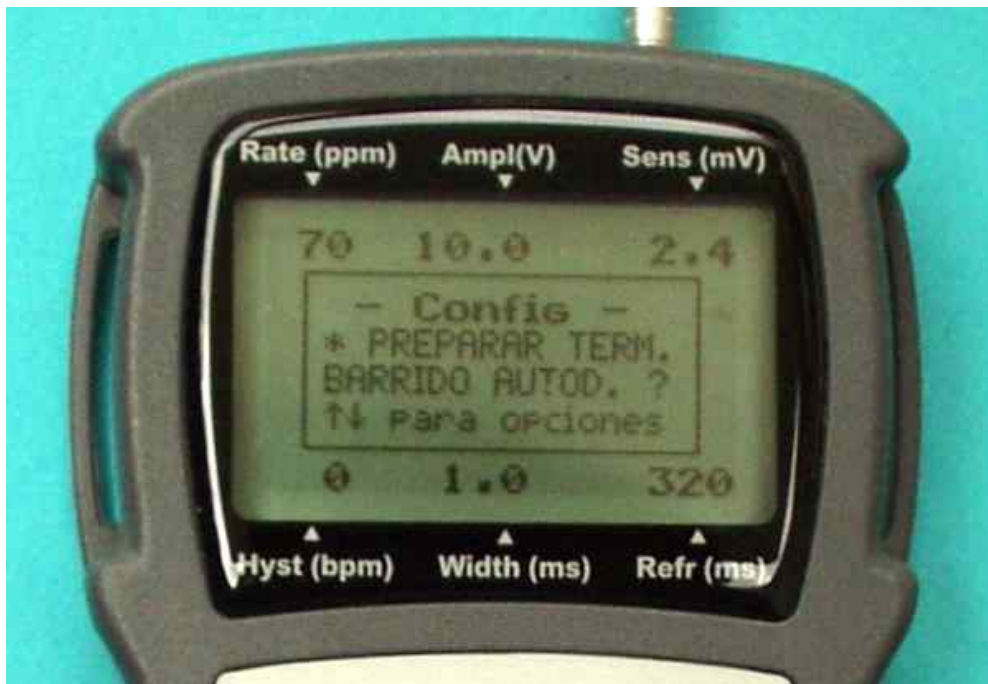 Rate (ppm) Ampl(V) Sens (mV)
70 10.0 2.4
- Config -
* PREPARAR TERM.
BARRIDO AUTOD. ?
↑↓ para opciones
0 1.0 320
Hyst (bpm) Width (ms) Refr (ms)